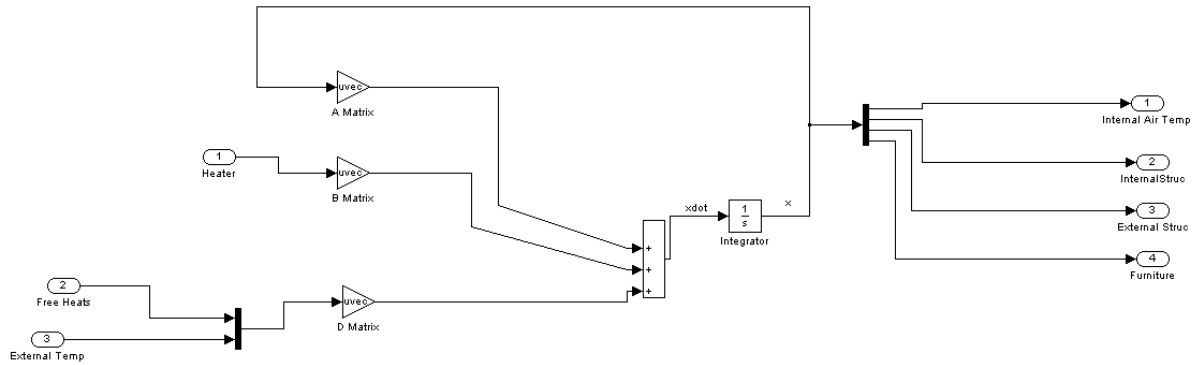 uvec
A Matrix
1
Heater
uvec
B Matrix
2
Free Heats
3
External Temp
uvec
D Matrix
+
+
+
xdot
1
s
Integrator
x
1
Internal Air Temp
2
InternalStruc
3
External Struc
4
Furniture